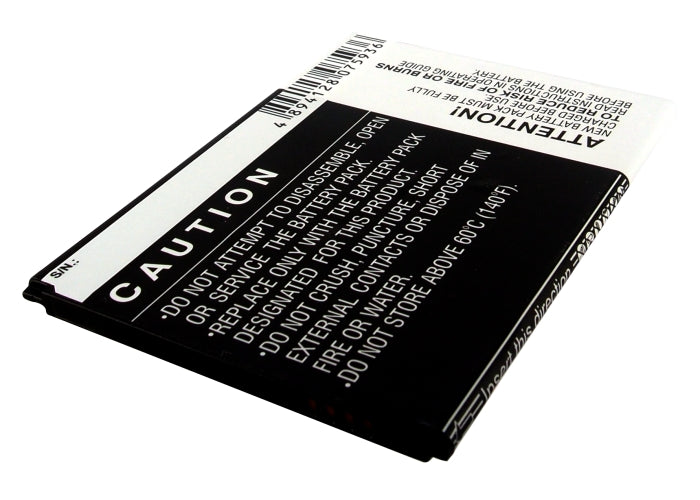 S/N.:
CAUTION
•DO NOT ATTEMPT TO DISASSEMBLE, OPEN
OR SERVICE THE BATTERY PACK.
•REPLACE ONLY WITH THE BATTERY PACK
DESIGNATED FOR THIS PRODUCT.
•DO NOT CRUSH, PUNCTURE, SHORT
EXTERNAL CONTACTS OR DISPOSE OF IN
FIRE OR WATER.
•DO NOT STORE ABOVE 60°C (140°F).
4 894128 075936
ATTENTION!
NEW BATTERY PACK MUST BE FULLY
CHARGED BEFORE USE.
TO REDUCE RISK OF FIRE OR BURNS
READ INSTRUCTIONS IN OPERATING GUIDE
BEFORE USING THE BATTERY.
Insert this direction